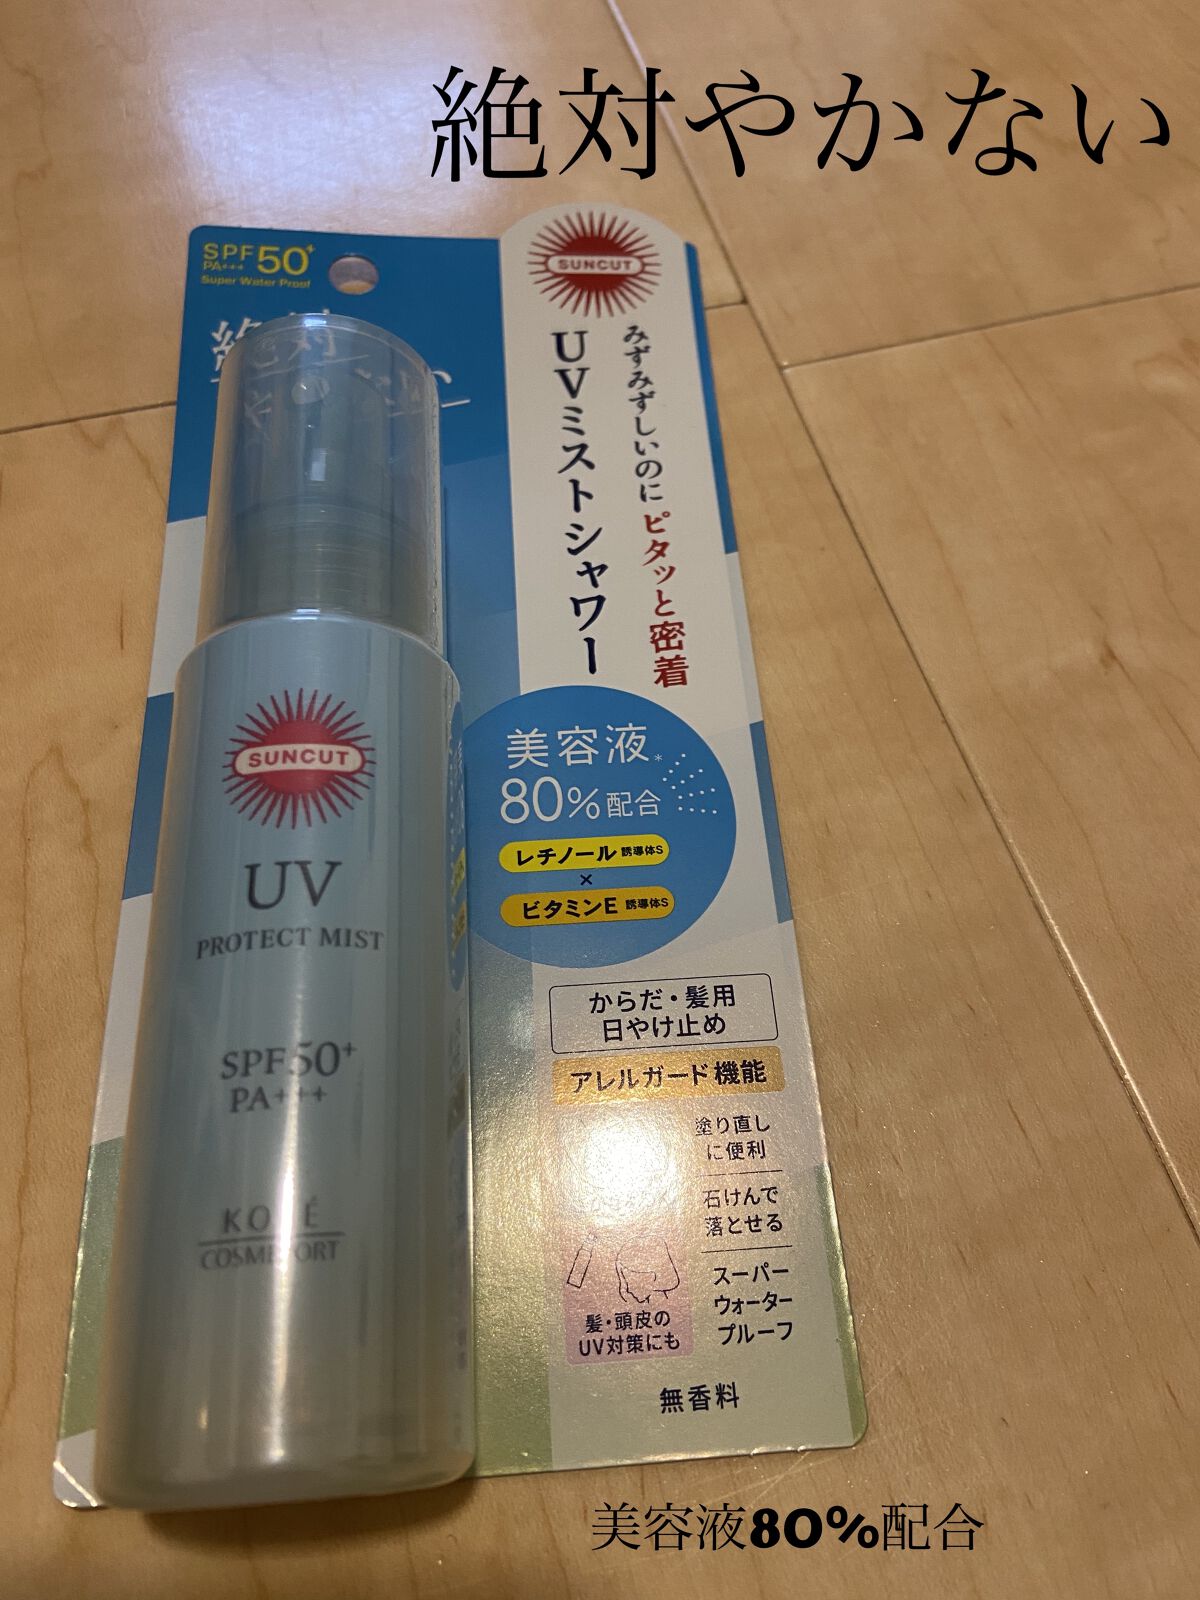 絶対やかない
SPF50+
PA+++
Super Water Proof
絶対
SUNCUT
みずみずしいのにピタッと密着
UVミストシャワー
美容液*
80%配合
レチノール誘導体S
×
ビタミンE誘導体S
からだ・髪用
日やけ止め
アレルガード機能
塗り直し
に便利
石けんで
落とせる
スーパー
ウォーター
プルーフ
髪・頭皮の
UV対策にも
無香料
SUNCUT
UV
PROTECT MIST
SPF50+
PA+++
KOSÉ
COSMEPORT
美容液80%配合